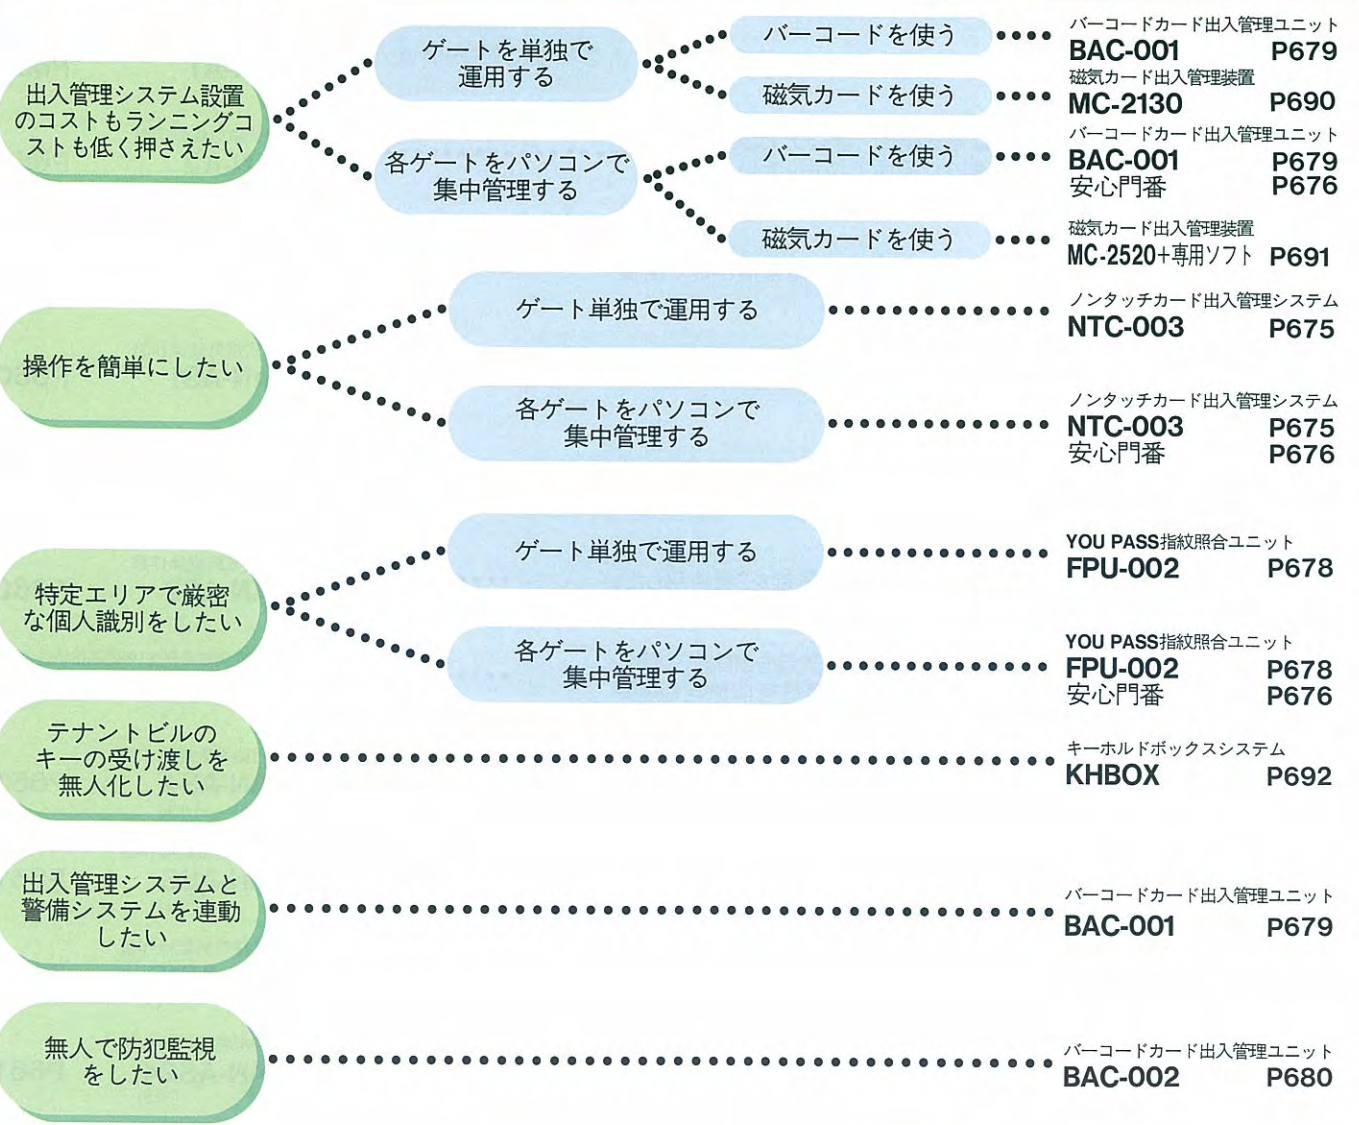 出入管理システム設置
のコストもランニングコ
ストも低く押さえたい
ゲートを単独で
運用する
バーコードを使う
バーコードカード出入管理ユニット
BAC-001 P679
磁気カードを使う
磁気カード出入管理装置
MC-2130 P690
各ゲートをパソコンで
集中管理する
バーコードを使う
バーコードカード出入管理ユニット
BAC-001 P679
安心門番 P676
磁気カードを使う
磁気カード出入管理装置
MC-2520+専用ソフト P691
操作を簡単にしたい
ゲート単独で運用する
ノンタッチカード出入管理システム
NTC-003 P675
各ゲートをパソコンで
集中管理する
ノンタッチカード出入管理システム
NTC-003 P675
安心門番 P676
特定エリアで厳密
な個人識別をしたい
ゲート単独で運用する
YOU PASS指紋照合ユニット
FPU-002 P678
各ゲートをパソコンで
集中管理する
YOU PASS指紋照合ユニット
FPU-002 P678
安心門番 P676
テナントビルの
キーの受け渡しを
無人化したい
キーホルドボックスシステム
KHBOX P692
出入管理システムと
警備システムを連動
したい
バーコードカード出入管理ユニット
BAC-001 P679
無人で防犯監視
をしたい
バーコードカード出入管理ユニット
BAC-002 P680